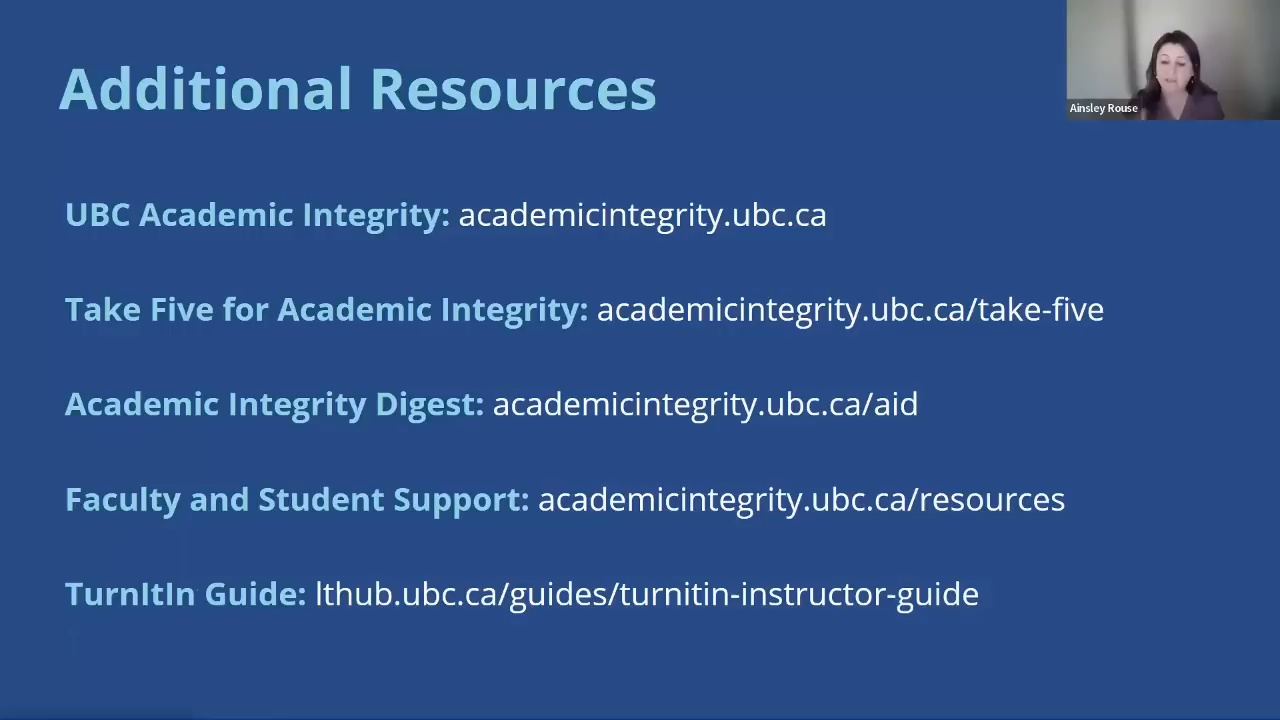 Additional Resources
Ainsley Rouse
UBC Academic Integrity: academicintegrity.ubc.ca
Take Five for Academic Integrity: academicintegrity.ubc.ca/take-five
Academic Integrity Digest: academicintegrity.ubc.ca/aid
Faculty and Student Support: academicintegrity.ubc.ca/resources
TurnItIn Guide: lthub.ubc.ca/guides/turnitin-instructor-guide